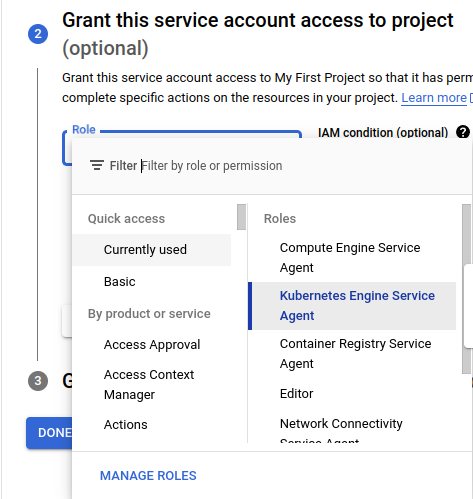 2
Grant this service account access to project
(optional)
Grant this service account access to My First Project so that it has
complete specific actions on the resources in your project. Learn more
Role
IAM condition (optional)
?
Filter Filter by role or permission
Quick access
Currently used
Basic
By product or service
Access Approval
Access Context
Manager
Actions
Roles
Compute Engine Service
Agent
Kubernetes Engine Service
Agent
Container Registry Service
Agent
Editor
Network Connectivity
Service Agent
3
G
DONE
MANAGE ROLES